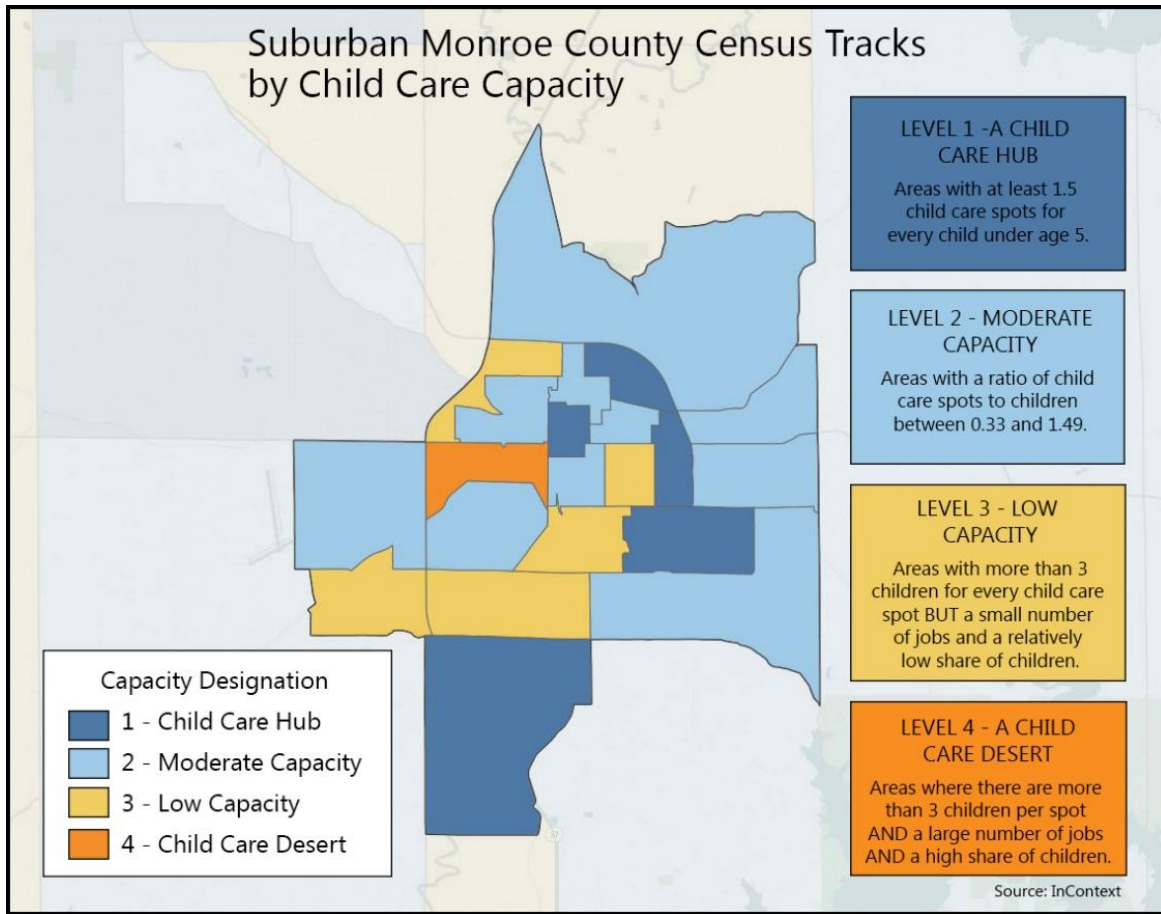 Suburban Monroe County Census Tracks
by Child Care Capacity
LEVEL 1 -A CHILD
CARE HUB
Areas with at least 1.5
child care spots for
every child under age 5.
LEVEL 2 - MODERATE
CAPACITY
Areas with a ratio of child
care spots to children
between 0.33 and 1.49.
LEVEL 3 - LOW
CAPACITY
Areas with more than 3
children for every child care
spot BUT a small number
of jobs and a relatively
low share of children.
LEVEL 4 - A CHILD
CARE DESERT
Areas where there are more
than 3 children per spot
AND a large number of jobs
AND a high share of children.
Capacity Designation
1 - Child Care Hub
2 - Moderate Capacity
3 - Low Capacity
4 - Child Care Desert
Source: InContext